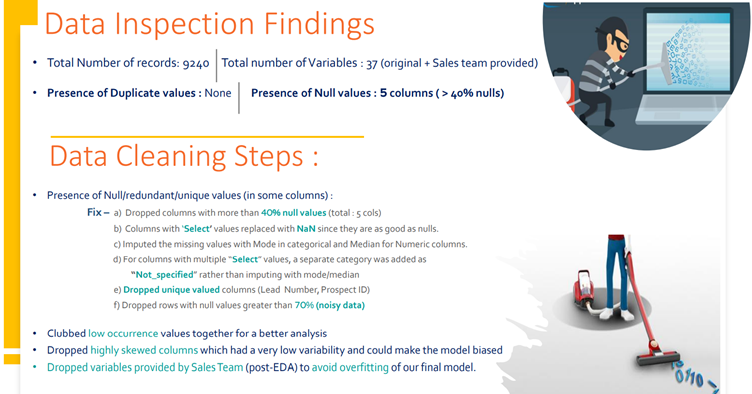 Data Inspection Findings
• Total Number of records: 9240 Total number of Variables : 37 (original + Sales team provided)
• Presence of Duplicate values : None Presence of Null values : 5 columns ( > 40% nulls)
Data Cleaning Steps :
• Presence of Null/redundant/unique values (in some columns) :
Fix – a) Dropped columns with more than 40% null values (total : 5 cols)
b) Columns with ‘Select’ values replaced with NaN since they are as good as nulls.
c) Imputed the missing values with Mode in categorical and Median for Numeric columns.
d) For columns with multiple “Select” values, a separate category was added as
“Not_specified” rather than imputing with mode/median
e) Dropped unique valued columns (Lead Number, Prospect ID)
f) Dropped rows with null values greater than 70% (noisy data)
• Clubbed low occurrence values together for a better analysis
• Dropped highly skewed columns which had a very low variability and could make the model biased
• Dropped variables provided by Sales Team (post-EDA) to avoid overfitting of our final model.